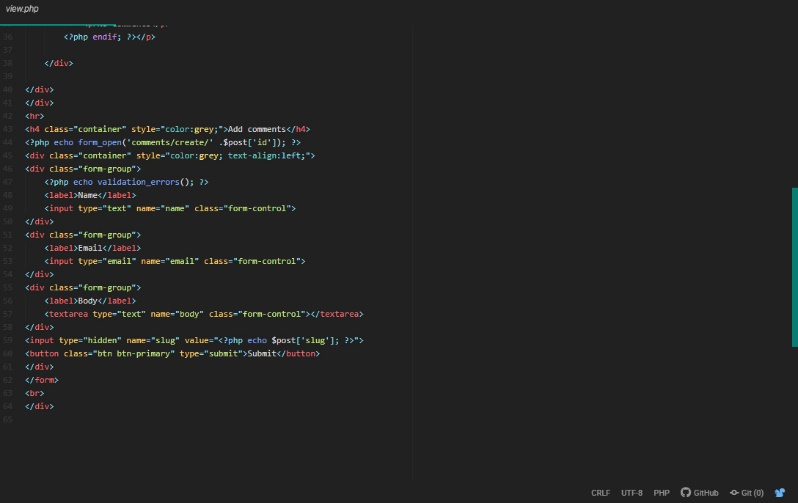 view.php
36 <?php endif; ?></p>
37
38 </div>
39
40 </div>
41 </div>
42 <hr>
43 <h4 class="container" style="color:grey;">Add comments</h4>
44 <?php echo form_open('comments/create/' .$post['id']); ?>
45 <div class="container" style="color:grey; text-align:left;">
46 <div class="form-group">
47 <?php echo validation_errors(); ?>
48 <label>Name</label>
49 <input type="text" name="name" class="form-control">
50 </div>
51 <div class="form-group">
52 <label>Email</label>
53 <input type="email" name="email" class="form-control">
54 </div>
55 <div class="form-group">
56 <label>Body</label>
57 <textarea type="text" name="body" class="form-control"></textarea>
58 </div>
59 <input type="hidden" name="slug" value="<?php echo $post['slug']; ?>">
60 <button class="btn btn-primary" type="submit">Submit</button>
61 </div>
62 </form>
63 <br>
64 </div>
65
CRLF UTF-8 PHP GitHub Git (0)